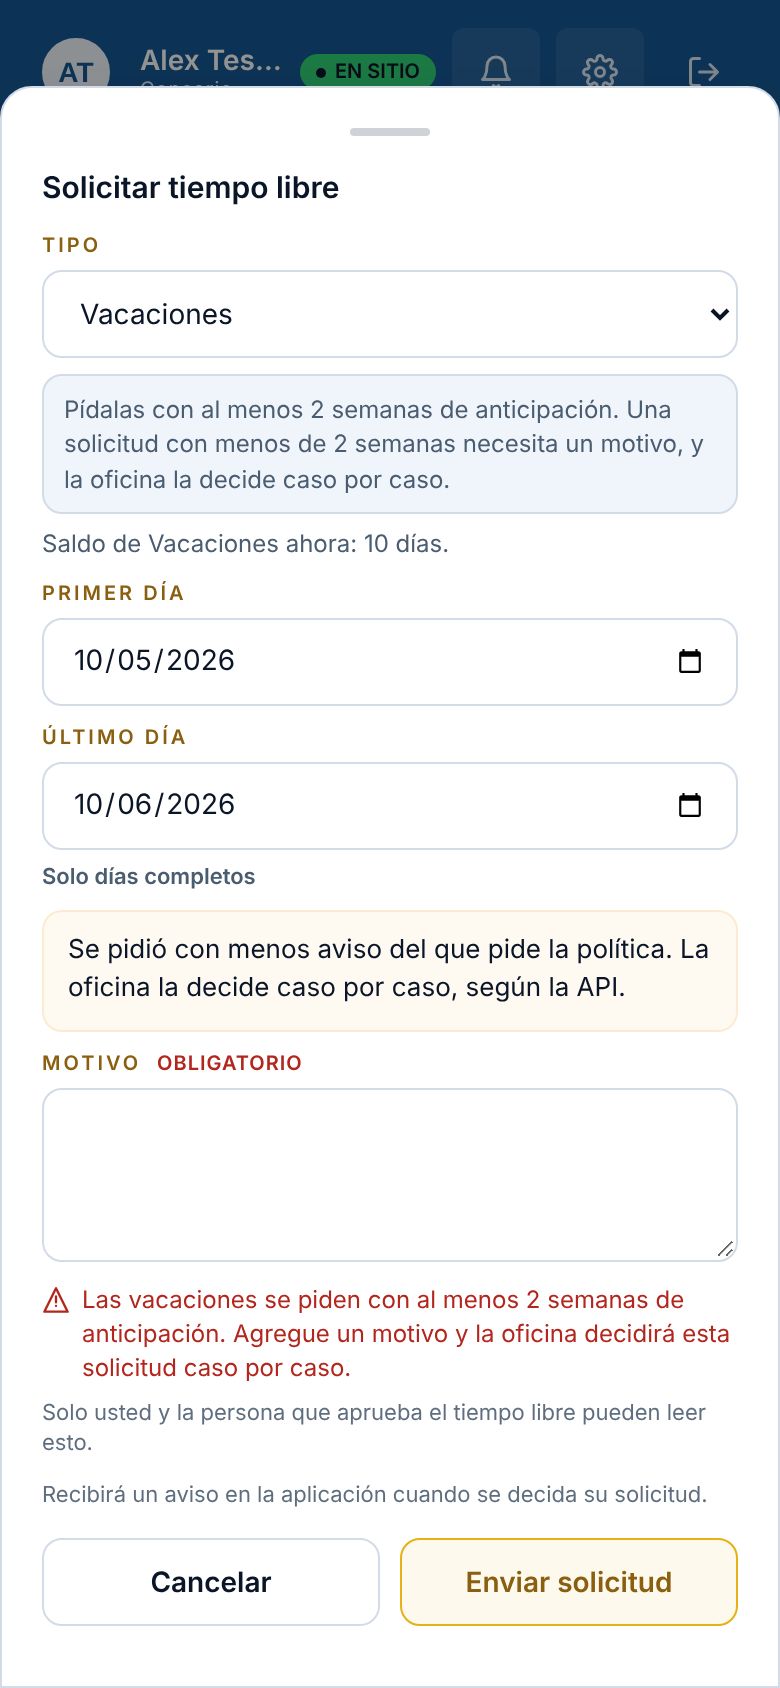 AT
Alex Tes...
EN SITIO
Solicitar tiempo libre
TIPO
Vacaciones
Pídalas con al menos 2 semanas de anticipación. Una
solicitud con menos de 2 semanas necesita un motivo, y
la oficina la decide caso por caso.
Saldo de Vacaciones ahora: 10 días.
PRIMER DÍA
10/05/2026
ÚLTIMO DÍA
10/06/2026
Solo días completos
Se pidió con menos aviso del que pide la política. La
oficina la decide caso por caso, según la API.
MOTIVO OBLIGATORIO
Las vacaciones se piden con al menos 2 semanas de
anticipación. Agregue un motivo y la oficina decidirá esta
solicitud caso por caso.
Solo usted y la persona que aprueba el tiempo libre pueden leer
esto.
Recibirá un aviso en la aplicación cuando se decida su solicitud.
Cancelar
Enviar solicitud